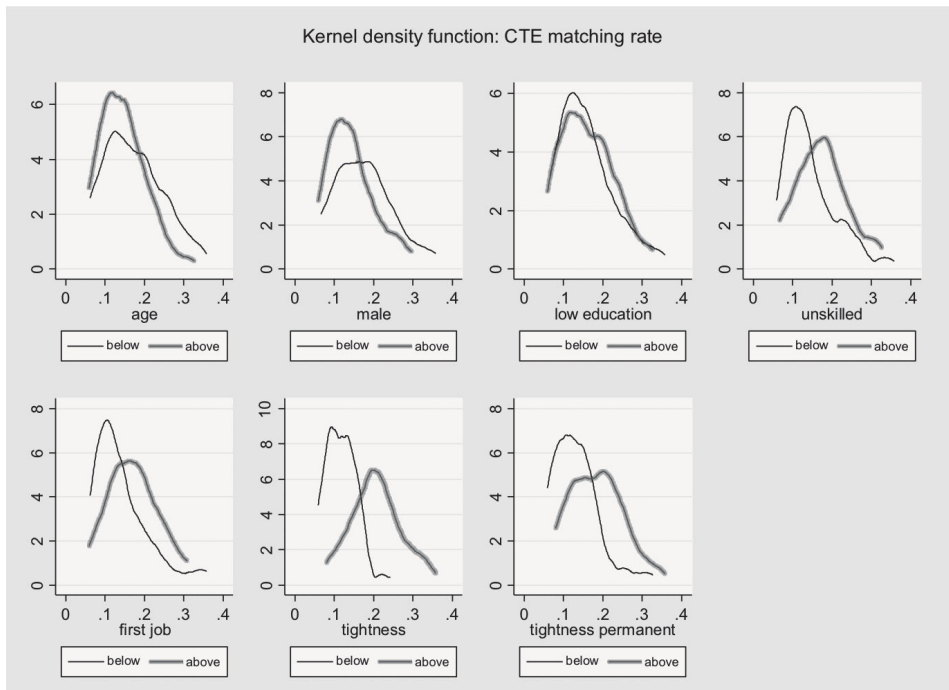 Kernel density function: CTE matching rate
0 2 4 6
0 .1 .2 .3 .4
age
below above
0 2 4 6 8
0 .1 .2 .3 .4
male
below above
0 2 4 6
0 .1 .2 .3 .4
low education
below above
0 2 4 6 8
0 .1 .2 .3 .4
unskilled
below above
0 2 4 6 8
0 .1 .2 .3 .4
first job
below above
0 2 4 6 8 10
0 .1 .2 .3 .4
tightness
below above
0 2 4 6 8
0 .1 .2 .3 .4
tightness permanent
below above